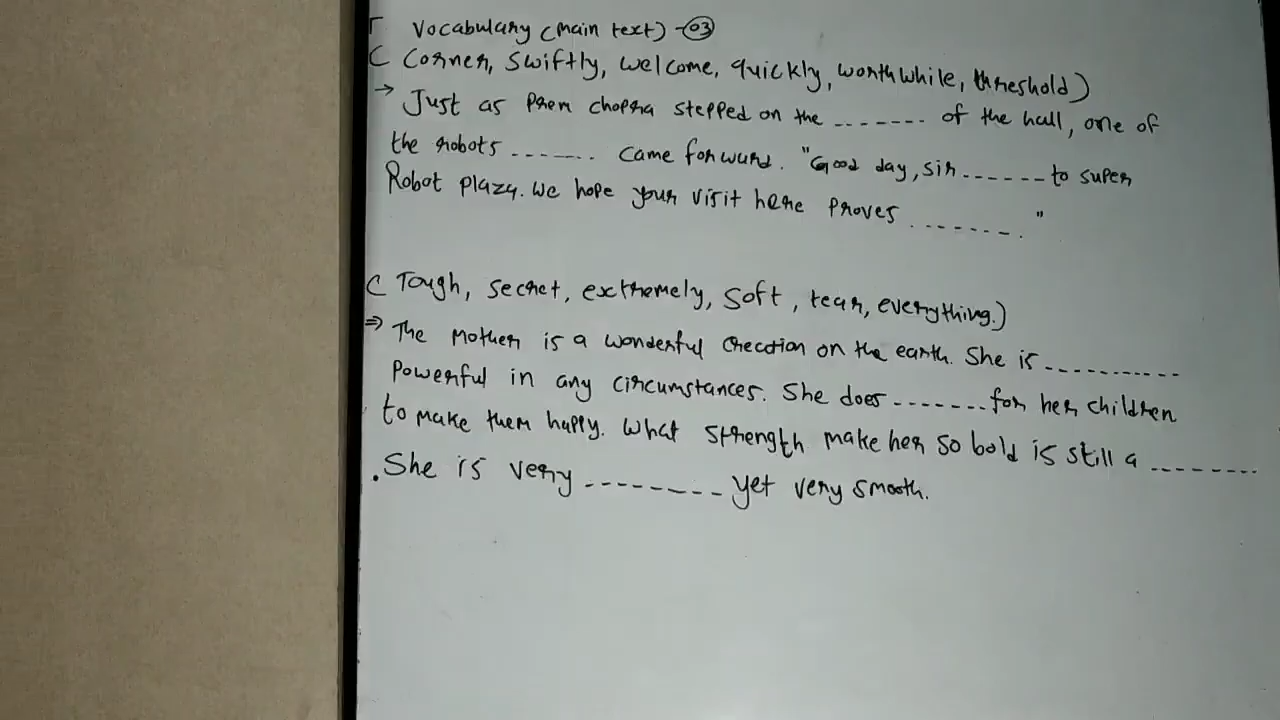 Vocabulary (Main text) - 03
(Corner, swiftly, welcome, quickly, worthwhile, threshold)
→ Just as Prem chopra stepped on the ------- of the hall, one of
the robots ------- came forward. "Good day, sir ------ to super
Robot plaza. We hope your visit here proves -------."
(Tough, secret, extremely, soft, tear, everything.)
⇒ The Mother is a wonderful creation on the earth. She is -----------
powerful in any circumstances. She does ------- for her children
to make them happy. What strength make her so bold is still a --------
. She is very -------- yet very smooth.